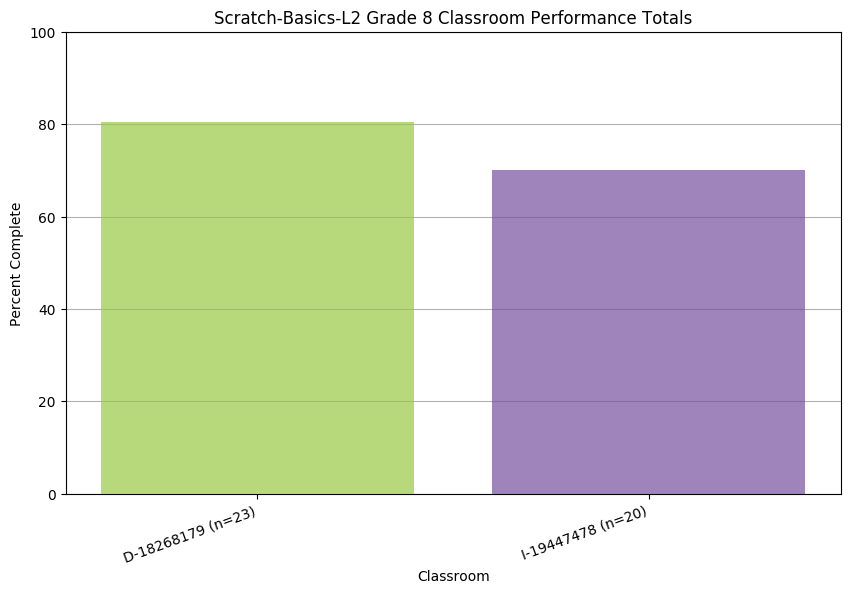 Scratch-Basics-L2 Grade 8 Classroom Performance Totals
100
80
60
40
20
0
Percent Complete
D-18268179 (n=23)
I-19447478 (n=20)
Classroom